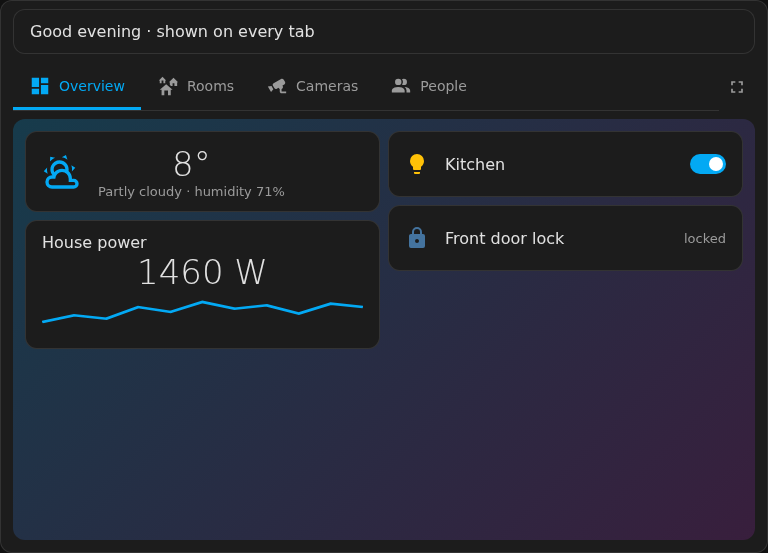 Good evening · shown on every tab
Overview
Rooms
Cameras
People
8°
Partly cloudy · humidity 71%
House power
1460 W
Kitchen
Front door lock
locked